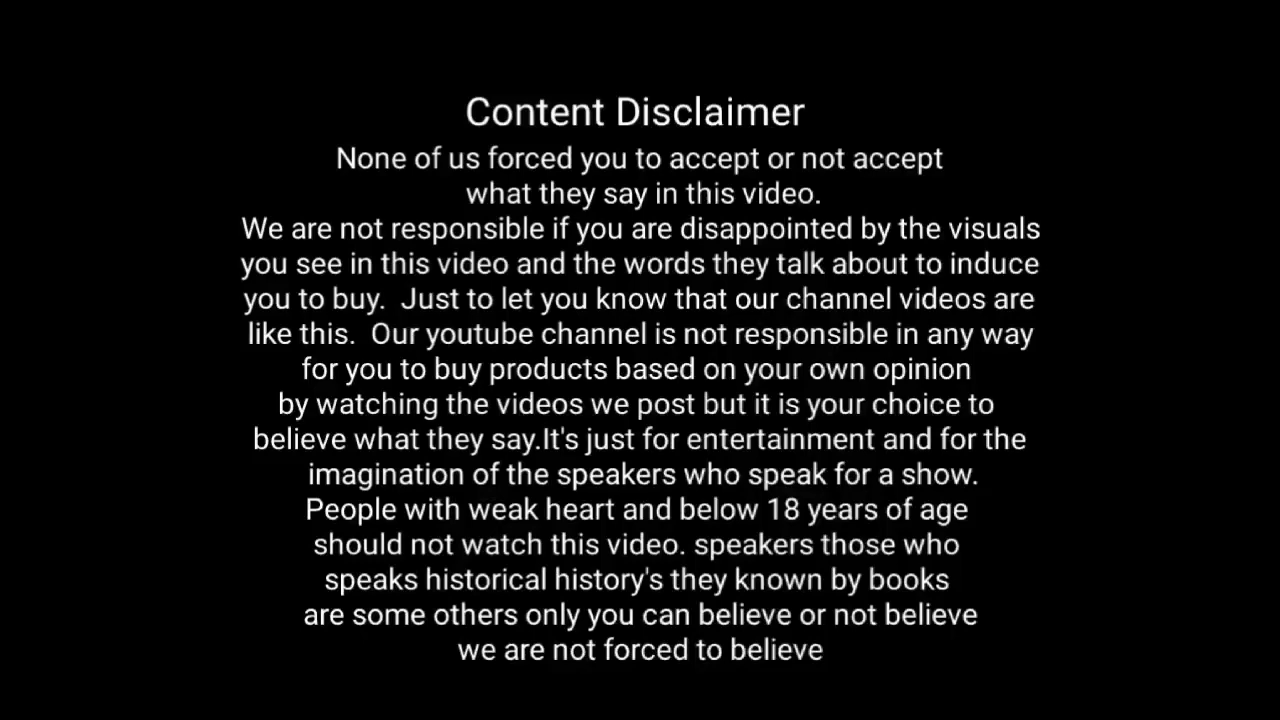 Content Disclaimer
None of us forced you to accept or not accept
what they say in this video.
We are not responsible if you are disappointed by the visuals
you see in this video and the words they talk about to induce
you to buy.  Just to let you know that our channel videos are
like this.  Our youtube channel is not responsible in any way
for you to buy products based on your own opinion
by watching the videos we post but it is your choice to
believe what they say.It's just for entertainment and for the
imagination of the speakers who speak for a show.
People with weak heart and below 18 years of age
should not watch this video. speakers those who
speaks historical history's they known by books
are some others only you can believe or not believe
we are not forced to believe